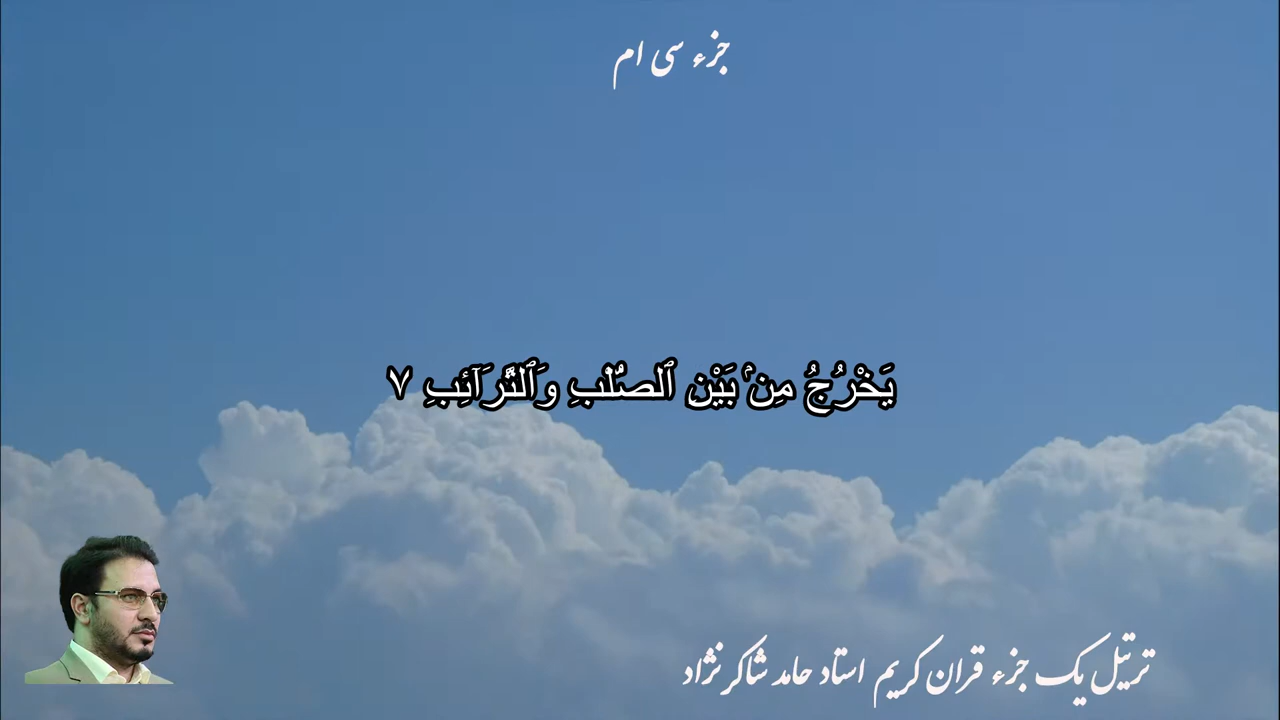 جزء سی ام
یَخۡرُجُ مِنۢ بَیۡنِ ٱلصُّلۡبِ وَٱلتَّرَآئِبِ ٧
ترتیل یک جزء قران کریم استاد حامد شاکرنژاد